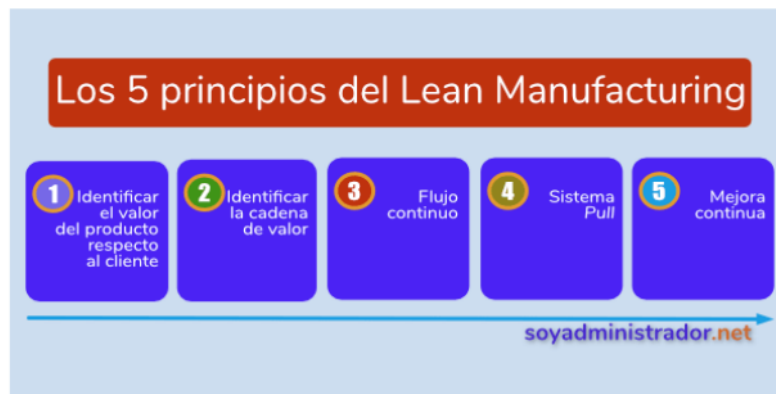 Los 5 principios del Lean Manufacturing
1 Identificar
el valor
del producto
respecto
al cliente
2 Identificar
la cadena
de valor
3 Flujo
continuo
4 Sistema
Pull
5 Mejora
continua
soyadministrador.net